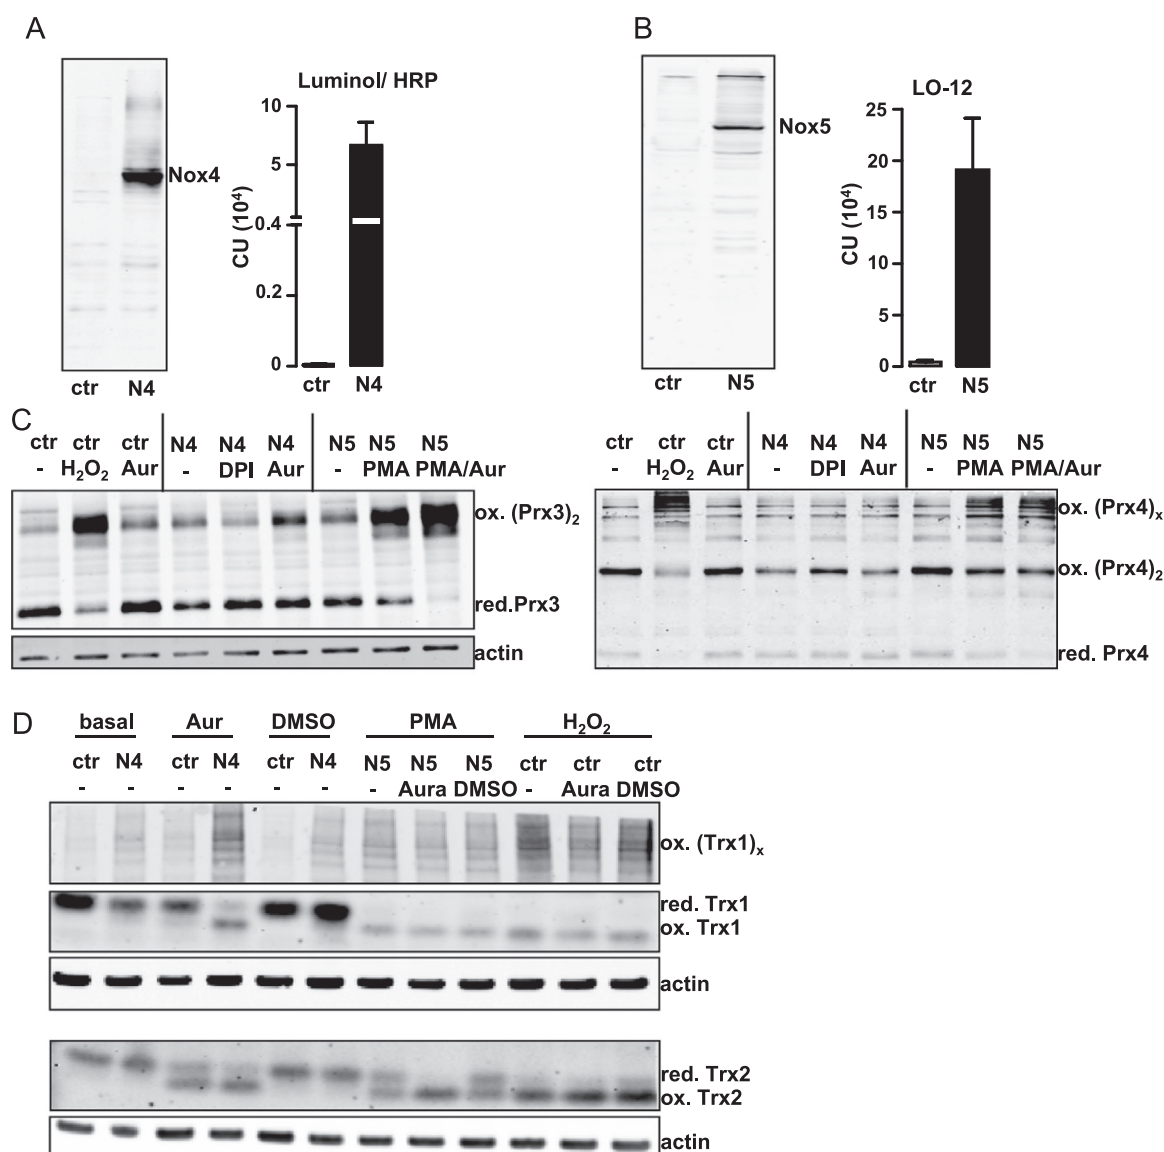 A
Nox4
ctr N4
Luminol/ HRP
CU (10⁴)
10
5
0.4
0.2
0
ctr N4
B
Nox5
ctr N5
LO-12
CU (10⁴)
25
20
15
10
5
0
ctr N5
C
ctr ctr ctr N4 N4 N4 N5 N5 N5
- H₂O₂ Aur - DPI Aur - PMA PMA/Aur
ox. (Prx3)₂
red.Prx3
actin
ctr ctr ctr N4 N4 N4 N5 N5 N5
- H₂O₂ Aur - DPI Aur - PMA PMA/Aur
ox. (Prx4)ₓ
ox. (Prx4)₂
red. Prx4
D
basal Aur DMSO PMA H₂O₂
ctr N4 ctr N4 ctr N4 N5 N5 N5 ctr ctr ctr
- - - - - - - Aura DMSO - Aura DMSO
ox. (Trx1)ₓ
red. Trx1
ox. Trx1
actin
red. Trx2
ox. Trx2
actin